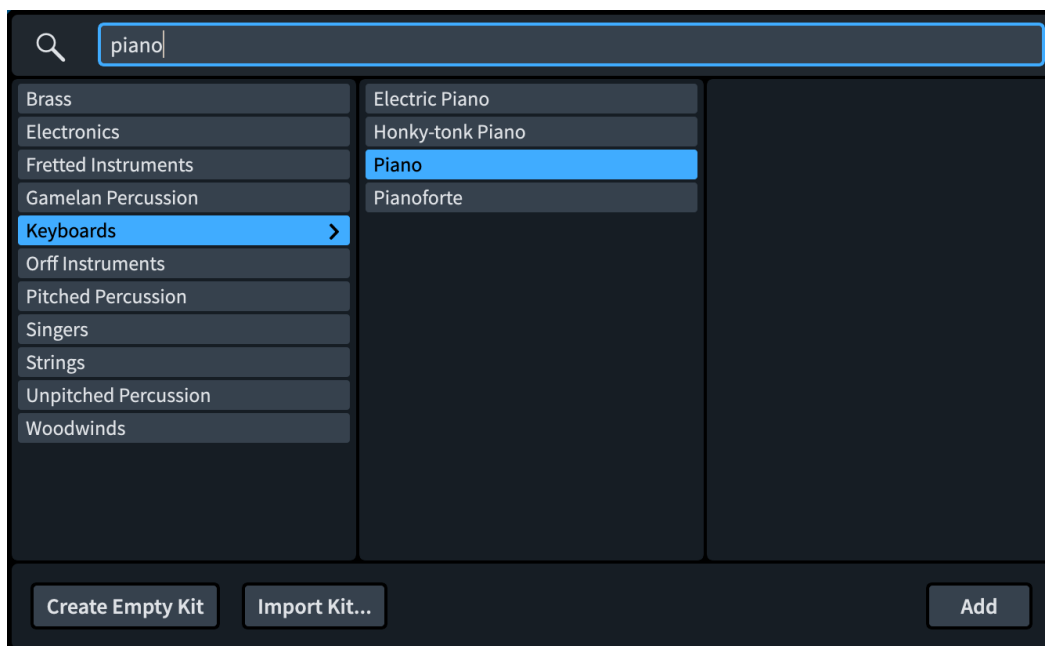 piano
Brass
Electronics
Fretted Instruments
Gamelan Percussion
Keyboards
Orff Instruments
Pitched Percussion
Singers
Strings
Unpitched Percussion
Woodwinds
Electric Piano
Honky-tonk Piano
Piano
Pianoforte
Create Empty Kit
Import Kit...
Add